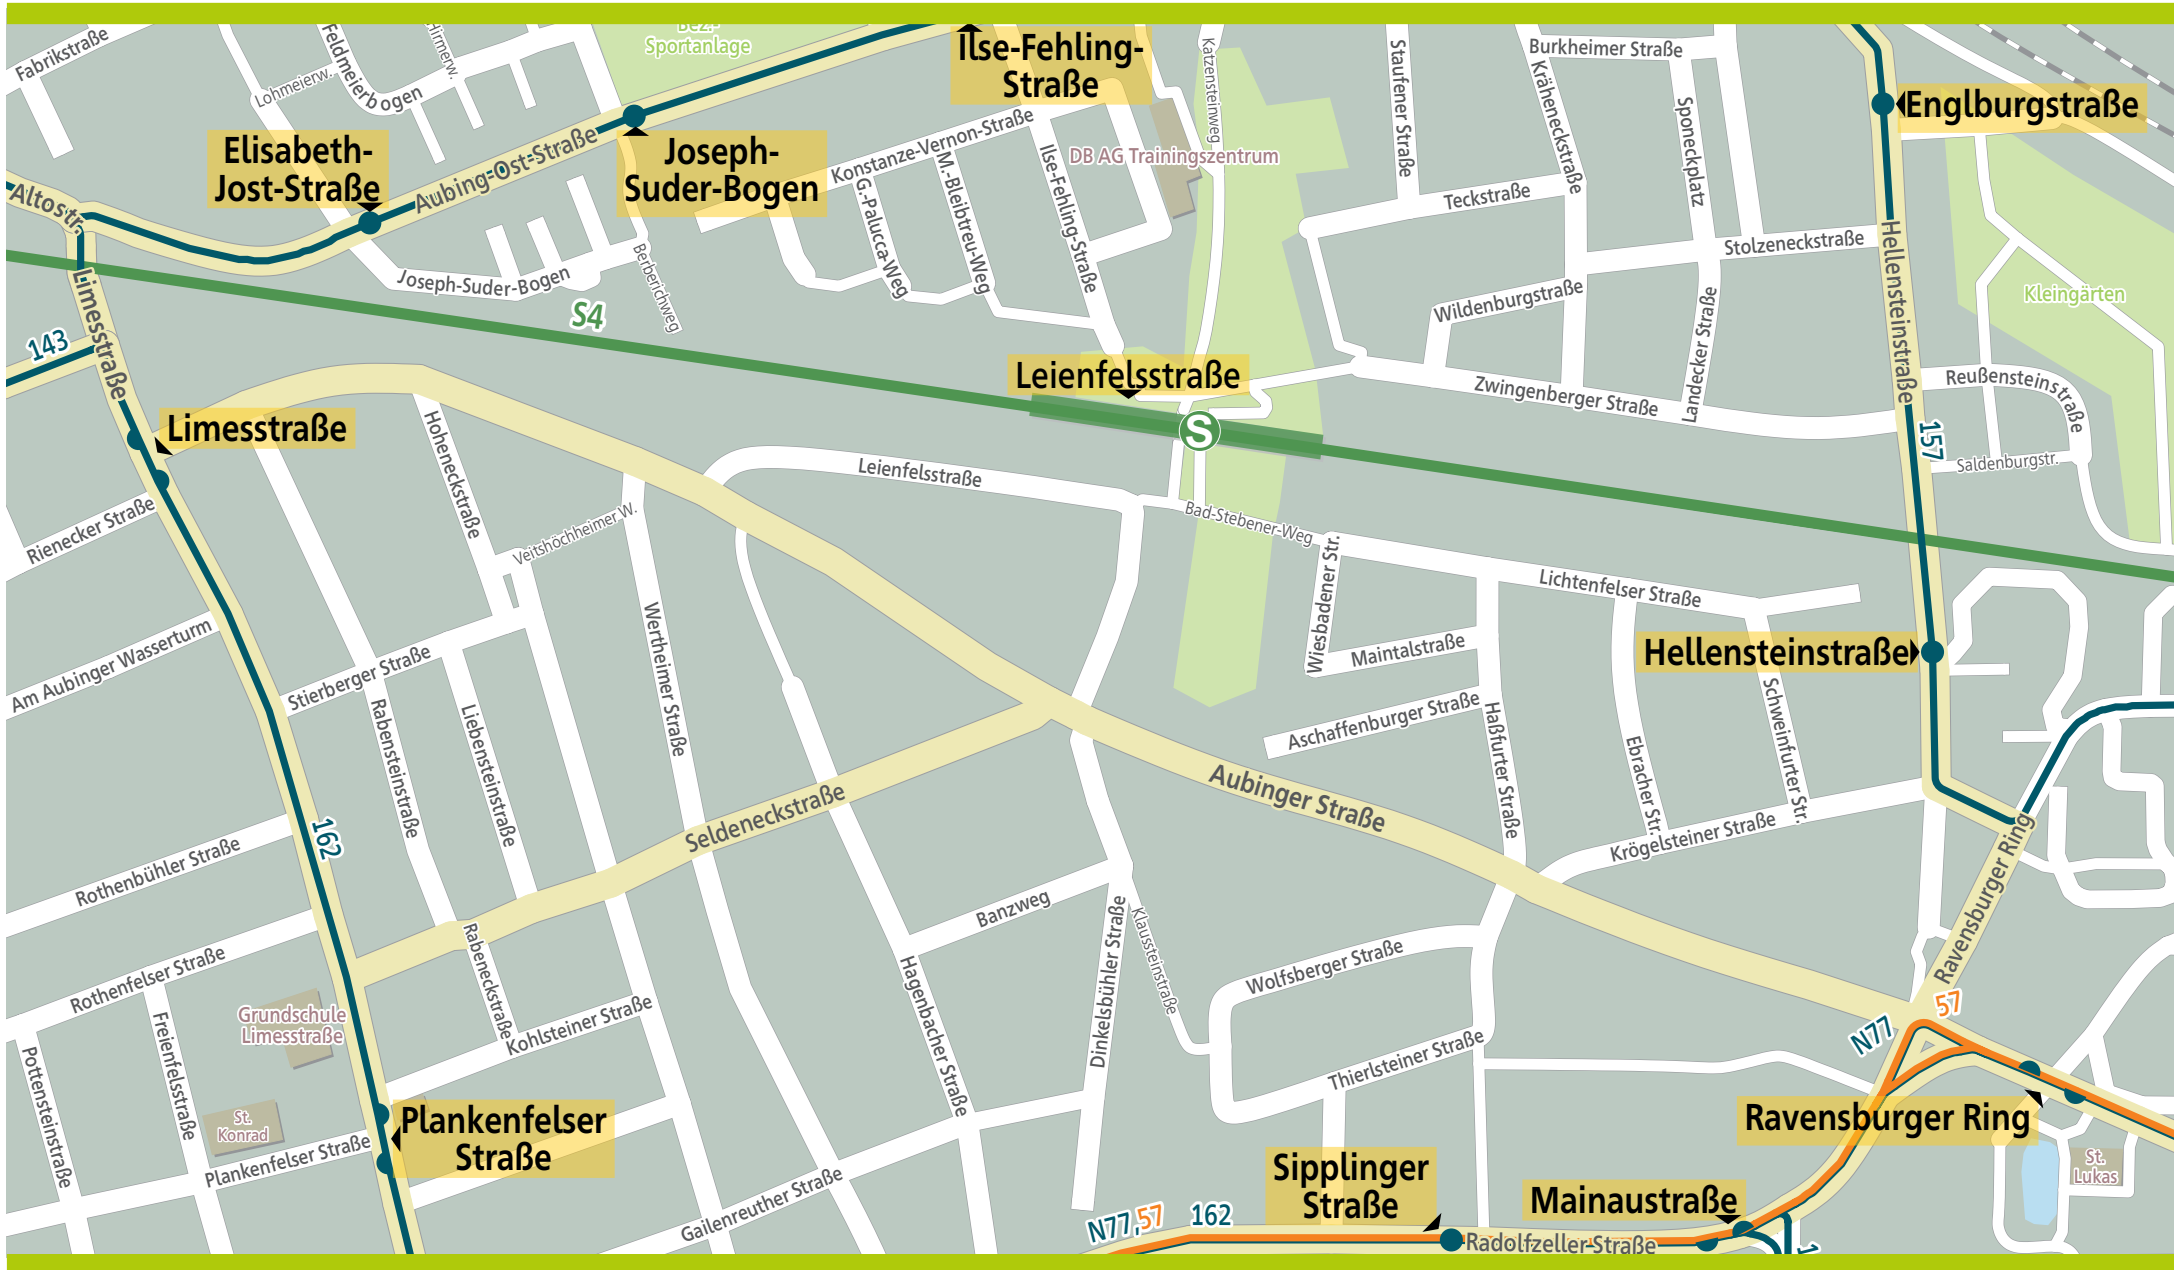 Bez.-
Sportanlage
Fabrikstraße
Feldmeierbogen
Hirmerw.
Lohmeierw.
Ilse-Fehling-
Straße
Katzensteinweg
Staufener Straße
Burkheimer Straße
Kräheneckstraße
Sponeckplatz
Englburgstraße
Elisabeth-
Jost-Straße
Aubing-Ost-Straße
Joseph-
Suder-Bogen
Konstanze-Vernon-Straße
DB AG Trainingszentrum
Altostr.
G.-Palucca-Weg
M.-Bleibtreu-Weg
Ilse-Fehling-Straße
Teckstraße
Stolzeneckstraße
Hellensteinstraße
Kleingärten
Joseph-Suder-Bogen
Berberichweg
Limesstraße
S4
143
Wildenburgstraße
Landecker Straße
Leienfelsstraße
S
Zwingenberger Straße
Reußensteinstraße
157
Saldenburgstr.
Limesstraße
Hoheneckstraße
Leienfelsstraße
Veitshöchheimer W.
Bad-Stebener-Weg
Rienecker Straße
Wiesbadener Str.
Lichtenfelser Straße
Am Aubinger Wasserturm
Stierberger Straße
Wertheimer Straße
Maintalstraße
Hellensteinstraße
Rabensteinstraße
Liebensteinstraße
Aschaffenburger Straße
Haßfurter Straße
Ebracher Str.
Schweinfurter Str.
Aubinger Straße
Seldeneckstraße
162
Krögelsteiner Straße
Rothenbühler Straße
Ravensburger Ring
Banzweg
Klaussteinstraße
Dinkelsbühler Straße
Wolfsberger Straße
Rothenfelser Straße
Rabeneckstraße
Hagenbacher Straße
Grundschule
Limesstraße
Kohlsteiner Straße
57
N77
Freienfelsstraße
Pottensteinstraße
Thierlsteiner Straße
St.
Konrad
Plankenfelser
Straße
Plankenfelser Straße
Ravensburger Ring
St.
Lukas
Sipplinger
Straße
Mainaustraße
Gailenreuther Straße
N77,57
162
Radolfzeller Straße